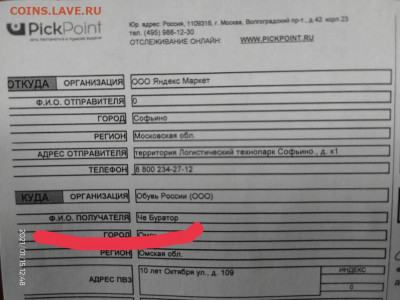 COINS.LAVE.RU
PickPoint
Юр. адрес: Россия, 1109316, г. Москва, Волгоградский пр-т, д.42. корп.23
тел. (495) 988-12-30
ОТСЛЕЖИВАНИЕ ОНЛАЙН: WWW.PICKPOINT.RU
ОТКУДА ОРГАНИЗАЦИЯ ООО Яндекс Маркет
Ф.И.О. ОТПРАВИТЕЛЯ 0
ГОРОД Софьино
РЕГИОН Московская обл.
АДРЕС ОТПРАВИТЕЛЯ территория Логистический технопарк Софьино., д. к1
ТЕЛЕФОН 8 800 234-27-12
КУДА ОРГАНИЗАЦИЯ Обувь России (ООО)
Ф.И.О. ПОЛУЧАТЕЛЯ Че Буратор
ГОРОД
РЕГИОН Омская обл.
АДРЕС ПВЗ 10 лет Октября ул., д. 109 ИНДЕКС
0